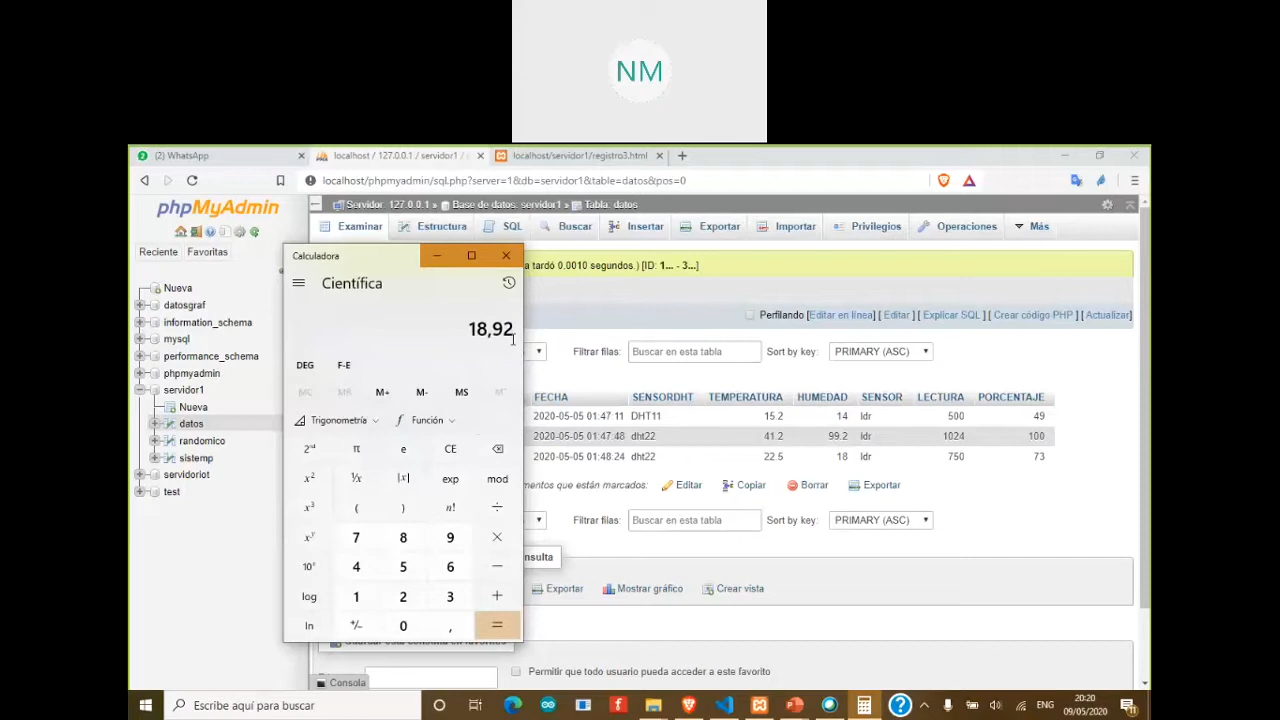 NM
(2) WhatsApp
localhost / 127.0.0.1 / servidor1 /
localhost/servidor1/registro3.html
localhost/phpmyadmin/sql.php?server=1&db=servidor1&table=datos&pos=0
phpMyAdmin
Reciente Favoritas
Nueva
datosgraf
information_schema
mysql
performance_schema
phpmyadmin
servidor1
Nueva
datos
randomico
sistemp
servidoriot
test
Servidor: 127.0.0.1 » Base de datos: servidor1 » Tabla: datos
Examinar Estructura SQL Buscar Insertar Exportar Importar Privilegios Operaciones Más
a tardó 0.0010 segundos.) [ID: 1... - 3...]
Perfilando [Editar en línea] [ Editar ] [ Explicar SQL ] [ Crear código PHP ] [ Actualizar]
Filtrar filas: Buscar en esta tabla Sort by key: PRIMARY (ASC)
FECHA SENSORDHT TEMPERATURA HUMEDAD SENSOR LECTURA PORCENTAJE
2020-05-05 01:47:11 DHT11 15.2 14 ldr 500 49
2020-05-05 01:47:48 dht22 41.2 99.2 ldr 1024 100
2020-05-05 01:48:24 dht22 22.5 18 ldr 750 73
mentos que están marcados: Editar Copiar Borrar Exportar
Filtrar filas: Buscar en esta tabla Sort by key: PRIMARY (ASC)
nsulta
Exportar Mostrar gráfico Crear vista
Permitir que todo usuario pueda acceder a este favorito
Consola
Calculadora
Científica
18,92
DEG F-E
MC MR M+ M- MS
Trigonometría Función
2ⁿᵈ π e CE
x² ¹/x |x| exp mod
x³ ( ) n! ÷
xʸ 7 8 9 ×
10ˣ 4 5 6 −
log 1 2 3 +
ln +/− 0 , =
Escribe aquí para buscar
ENG
20:20
09/05/2020